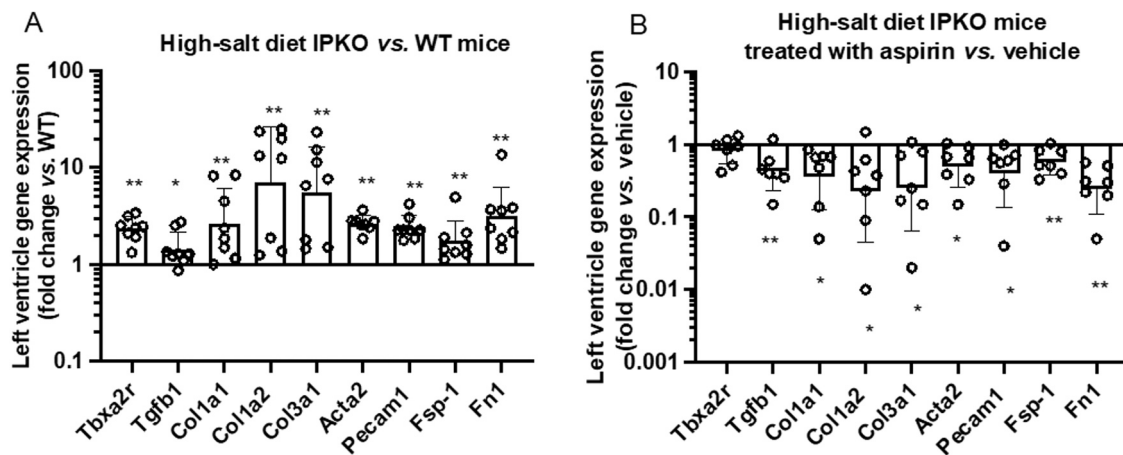 A
High-salt diet IPKO vs. WT mice
Left ventricle gene expression
(fold change vs. WT)
100
10
1
0.1
**
*
**
**
**
**
**
**
**
Tbxa2r
Tgfb1
Col1a1
Col1a2
Col3a1
Acta2
Pecam1
Fsp-1
Fn1
B
High-salt diet IPKO mice
treated with aspirin vs. vehicle
Left ventricle gene expression
(fold change vs. vehicle)
10
1
0.1
0.01
0.001
**
*
*
*
*
*
**
**
Tbxa2r
Tgfb1
Col1a1
Col1a2
Col3a1
Acta2
Pecam1
Fsp-1
Fn1